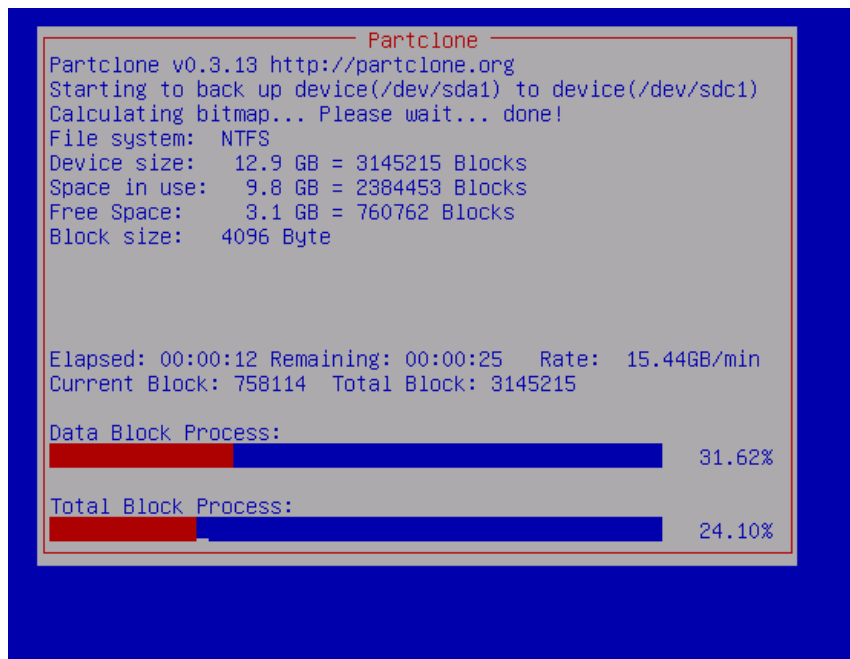 Partclone
Partclone v0.3.13 http://partclone.org
Starting to back up device(/dev/sda1) to device(/dev/sdc1)
Calculating bitmap... Please wait... done!
File system:  NTFS
Device size:   12.9 GB = 3145215 Blocks
Space in use:   9.8 GB = 2384453 Blocks
Free Space:     3.1 GB = 760762 Blocks
Block size:   4096 Byte
Elapsed: 00:00:12 Remaining: 00:00:25   Rate:  15.44GB/min
Current Block: 758114  Total Block: 3145215
Data Block Process:
31.62%
Total Block Process:
24.10%